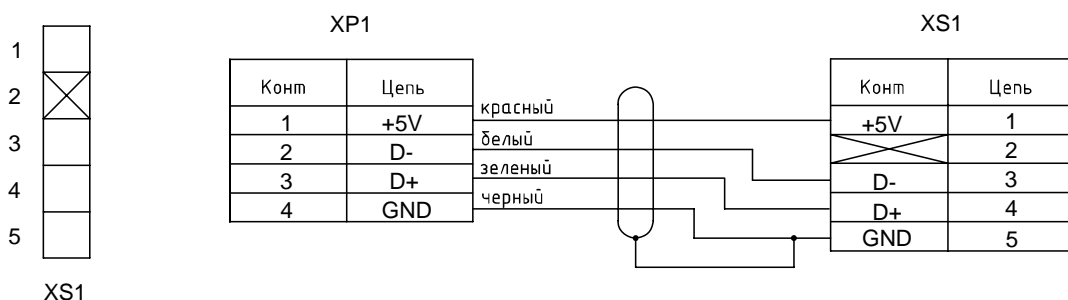 1
2
3
4
5
XS1
XP1
Конт Цепь
1 +5V
2 D-
3 D+
4 GND
красный
белый
зеленый
черный
XS1
Конт Цепь
+5V 1
2
D- 3
D+ 4
GND 5